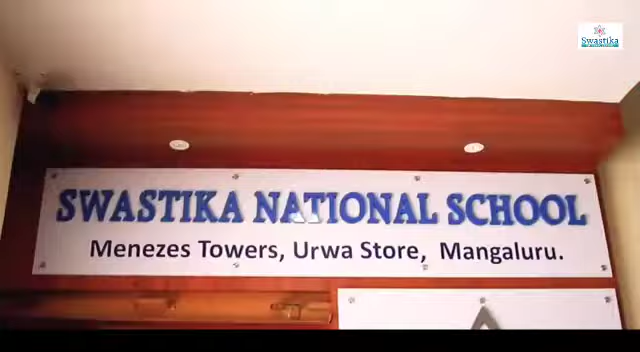 Swastika
SWASTIKA NATIONAL SCHOOL
Menezes Towers, Urwa Store, Mangaluru.